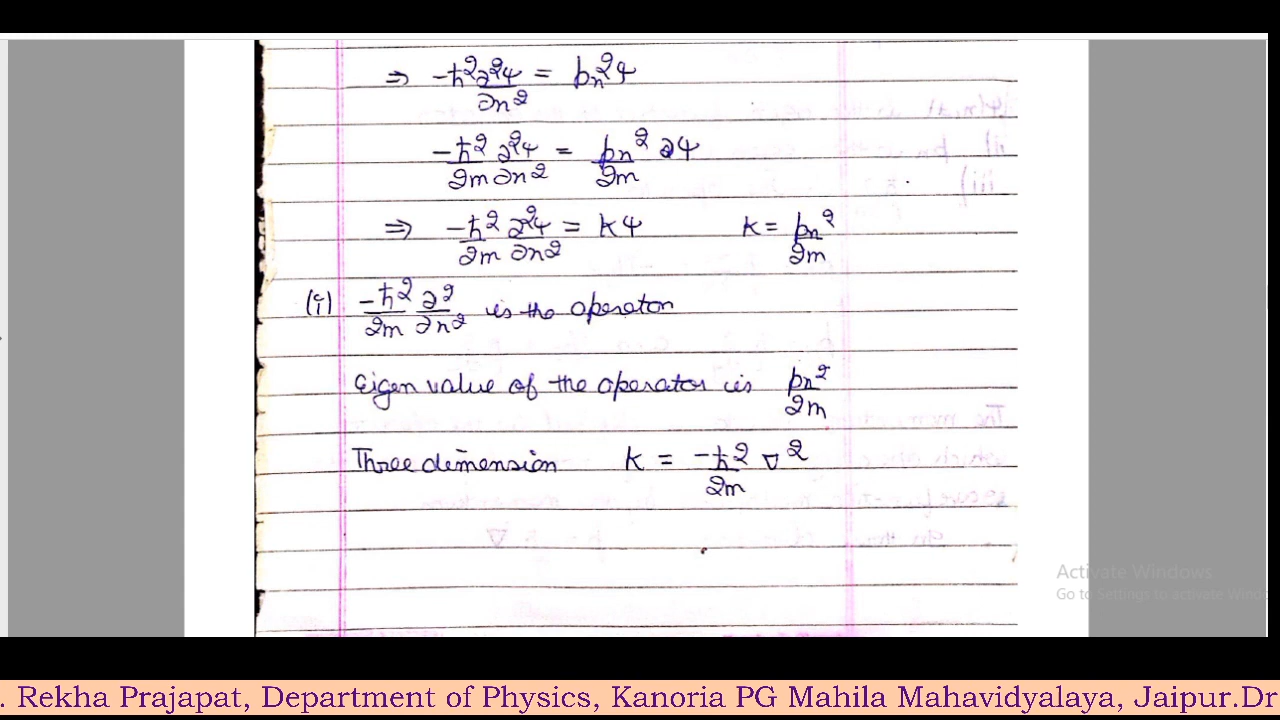 ⇒ -ħ² ∂²ψ/∂x² = px²ψ
-ħ²/2m ∂²ψ/∂x² = px²/2m ∂ψ
⇒ -ħ²/2m ∂²ψ/∂x² = Kψ K = px²/2m
(i) -ħ²/2m ∂²/∂x² is the operator
Eigen value of the operator is px²/2m
Three dimension K = -ħ²/2m ∇²
Activate Windows
Go to Settings to activate Wind
. Rekha Prajapat, Department of Physics, Kanoria PG Mahila Mahavidyalaya, Jaipur.Dr